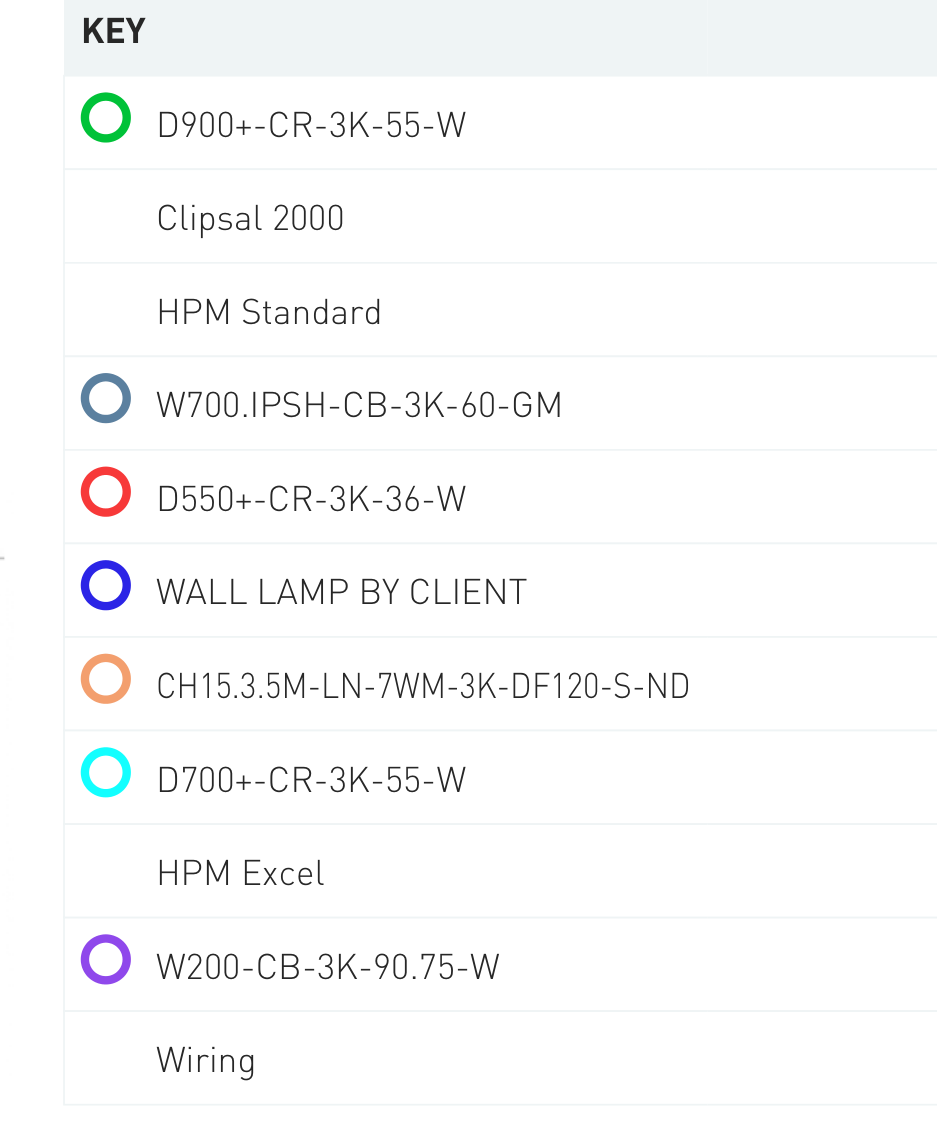 KEY
D900+-CR-3K-55-W
Clipsal 2000
HPM Standard
W700.IPSH-CB-3K-60-GM
D550+-CR-3K-36-W
WALL LAMP BY CLIENT
CH15.3.5M-LN-7WM-3K-DF120-S-ND
D700+-CR-3K-55-W
HPM Excel
W200-CB-3K-90.75-W
Wiring